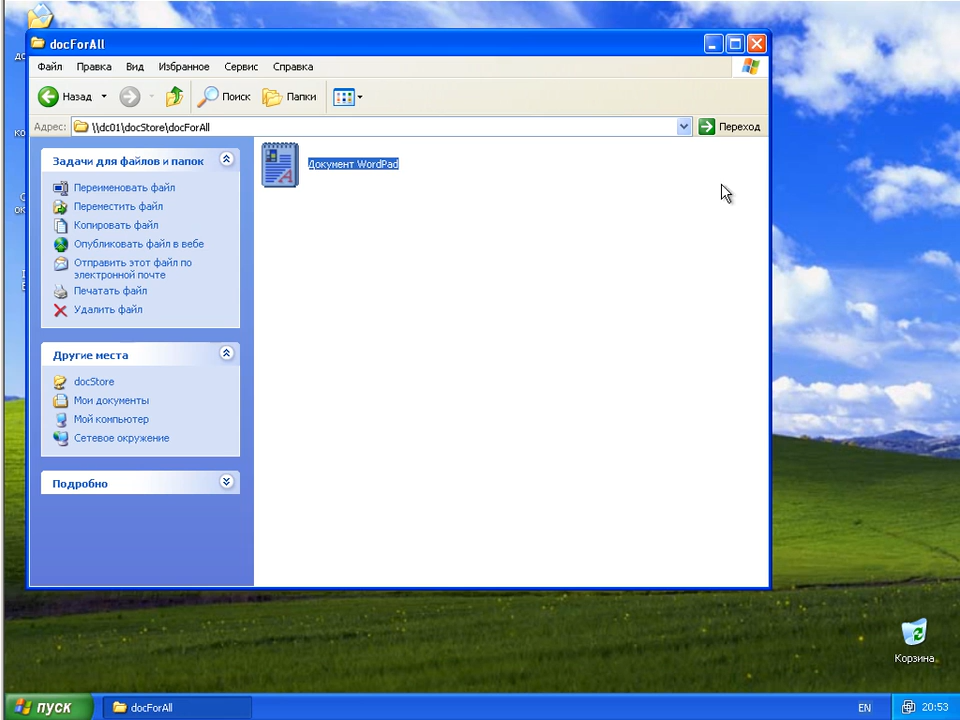 docForAll
Файл Правка Вид Избранное Сервис Справка
Назад Поиск Папки
Адрес: \\dc01\docStore\docForAll Переход
Задачи для файлов и папок
Переименовать файл
Переместить файл
Копировать файл
Опубликовать файл в вебе
Отправить этот файл по
электронной почте
Печатать файл
Удалить файл
Другие места
docStore
Мои документы
Мой компьютер
Сетевое окружение
Подробно
Документ WordPad
Корзина
пуск docForAll EN 20:53